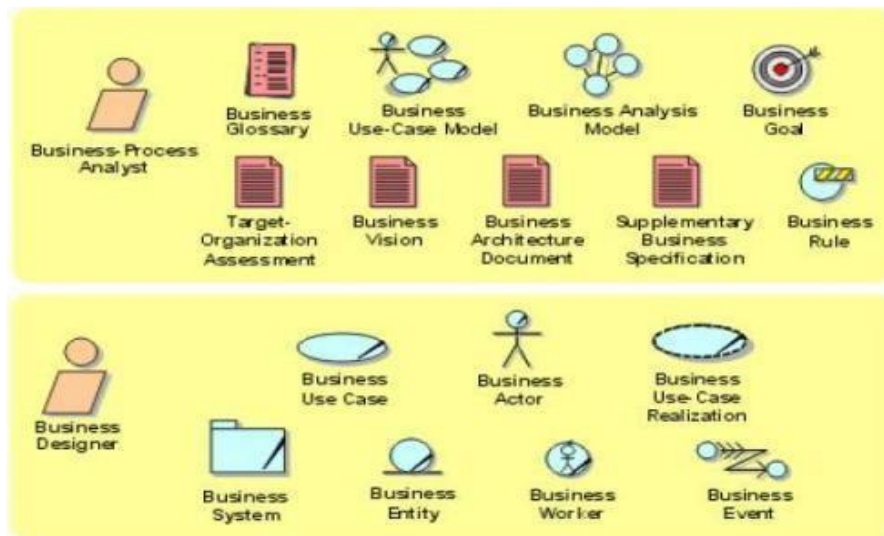 Business-Process
Analyst
Business
Glossary
Business
Use-Case Model
Business Analysis
Model
Business
Goal
Target-
Organization
Assessment
Business
Vision
Business
Architecture
Document
Supplementary
Business
Specification
Business
Rule
Business
Designer
Business
Use Case
Business
Actor
Business
Use-Case
Realization
Business
System
Business
Entity
Business
Worker
Business
Event